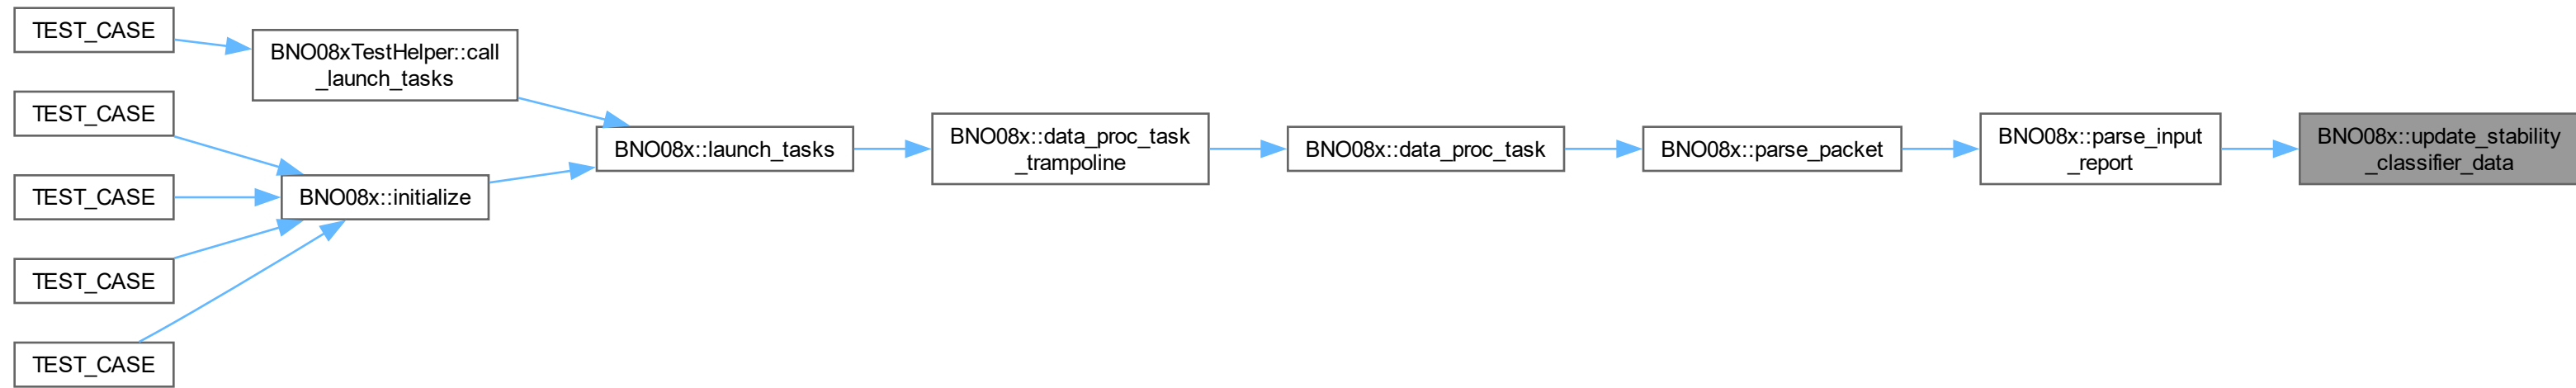 TEST_CASE
BNO08xTestHelper::call
_launch_tasks
TEST_CASE
TEST_CASE
TEST_CASE
TEST_CASE
BNO08x::initialize
BNO08x::launch_tasks
BNO08x::data_proc_task
_trampoline
BNO08x::data_proc_task
BNO08x::parse_packet
BNO08x::parse_input
_report
BNO08x::update_stability
_classifier_data